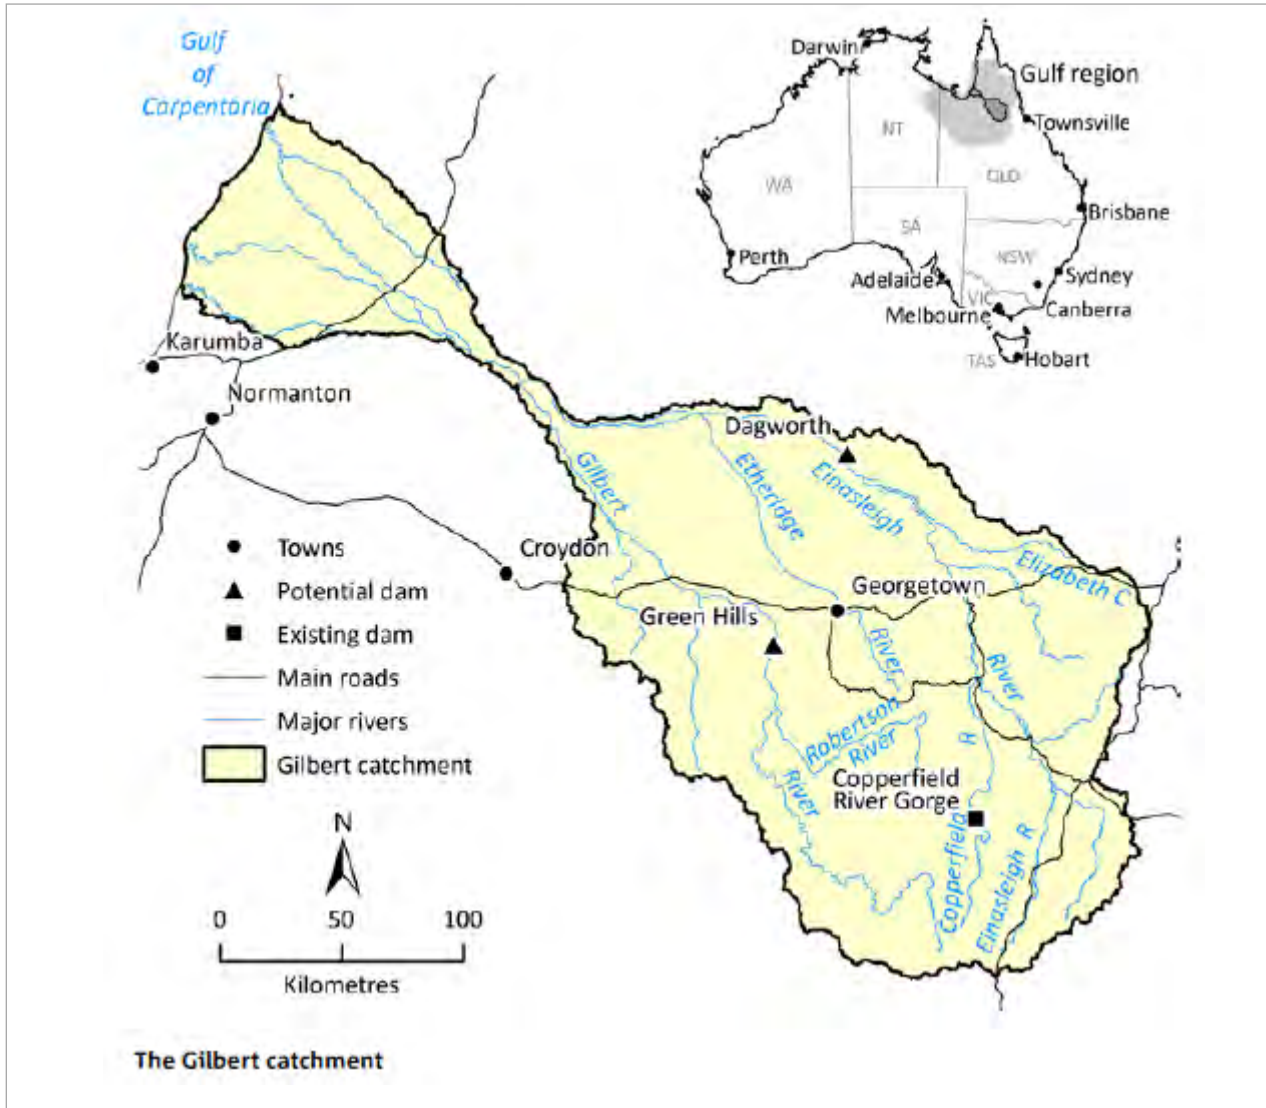 Gulf
of
Carpentaria
Darwin
Gulf region
Townsville
NT
WA
QLD
Brisbane
SA
NSW
Perth
Adelaide
Sydney
VIC
Melbourne
Canberra
TAS
Hobart
Karumba
Normanton
Dagworth
Gilbert
Etheridge
Einasleigh
Croydon
Elizabeth C
Georgetown
Green Hills
River
River
Robertson
River
River
R
Copperfield
River Gorge
Copperfield
Einasleigh R
Towns
Potential dam
Existing dam
Main roads
Major rivers
Gilbert catchment
N
0 50 100
Kilometres
The Gilbert catchment